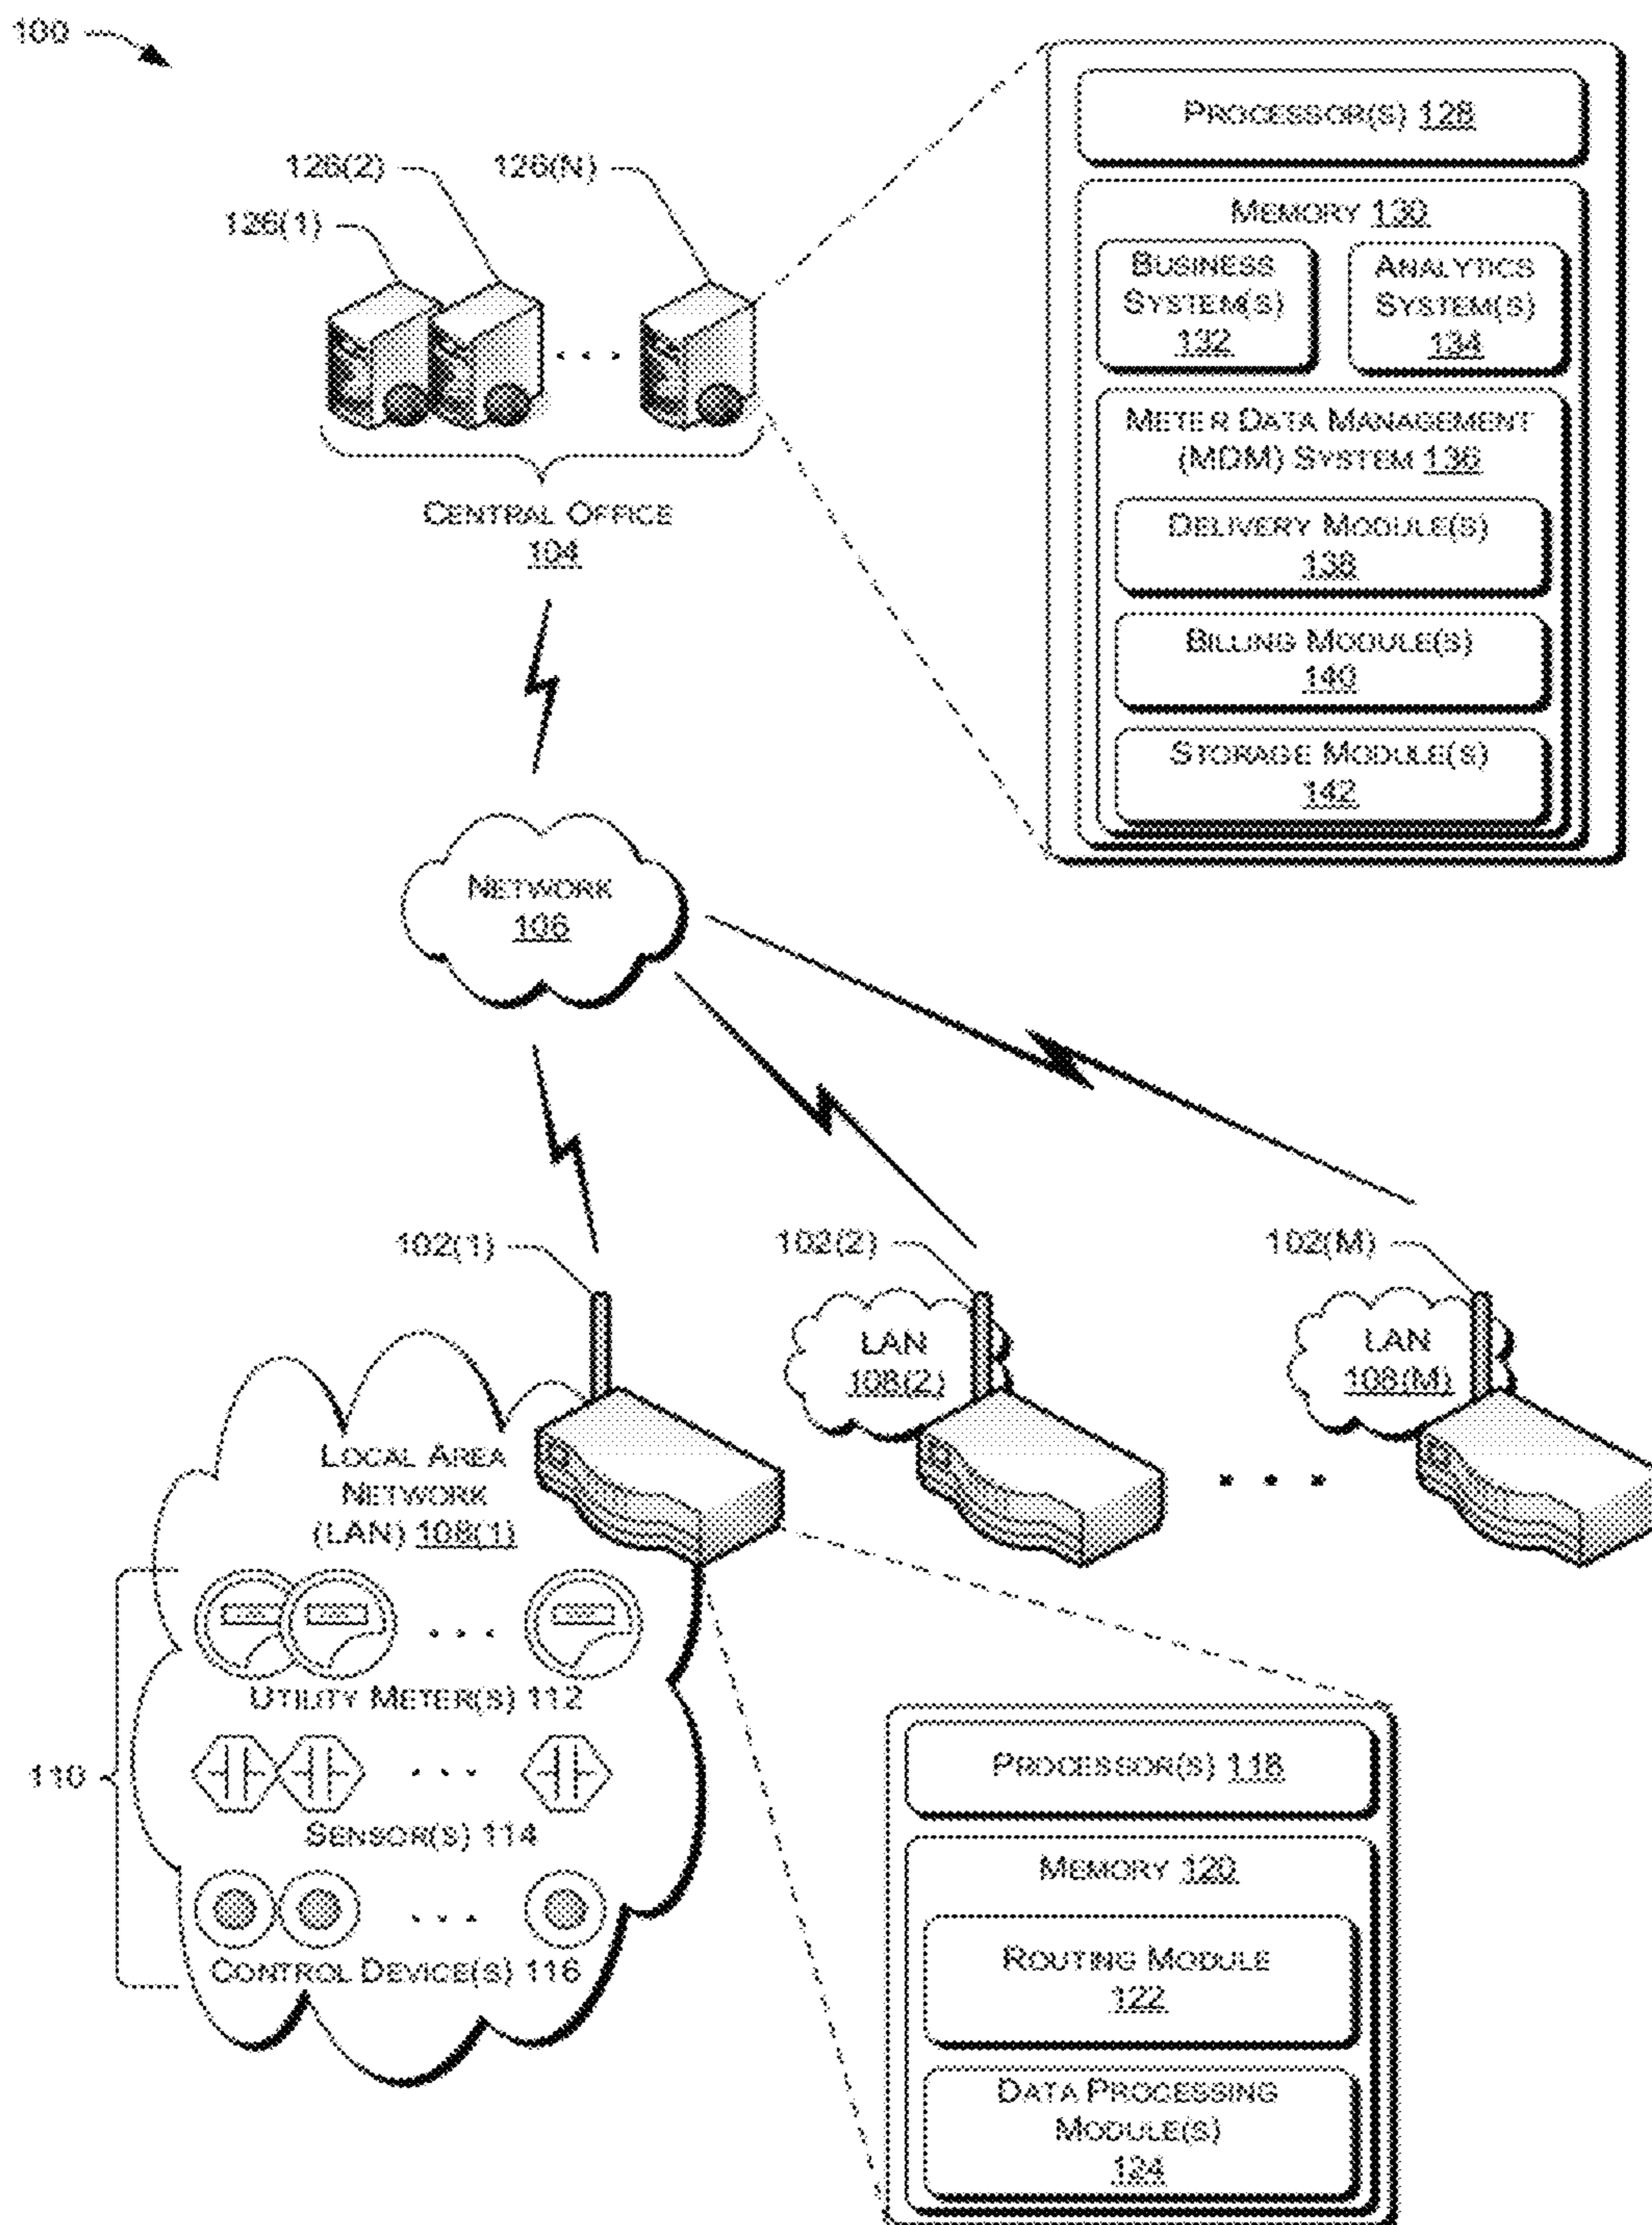 100
126(2)
126(N)
126(1)
CENTRAL OFFICE
104
PROCESSOR(S) 128
MEMORY 130
BUSINESS
SYSTEM(S)
132
ANALYTICS
SYSTEM(S)
134
METER DATA MANAGEMENT
(MDM) SYSTEM 136
DELIVERY MODULE(S)
138
BILLING MODULE(S)
140
STORAGE MODULE(S)
142
NETWORK
106
102(1)
102(2)
102(M)
LAN
108(2)
LAN
108(M)
LOCAL AREA
NETWORK
(LAN) 108(1)
UTILITY METER(S) 112
110
SENSOR(S) 114
CONTROL DEVICE(S) 116
PROCESSOR(S) 118
MEMORY 120
ROUTING MODULE
122
DATA PROCESSING
MODULE(S)
124